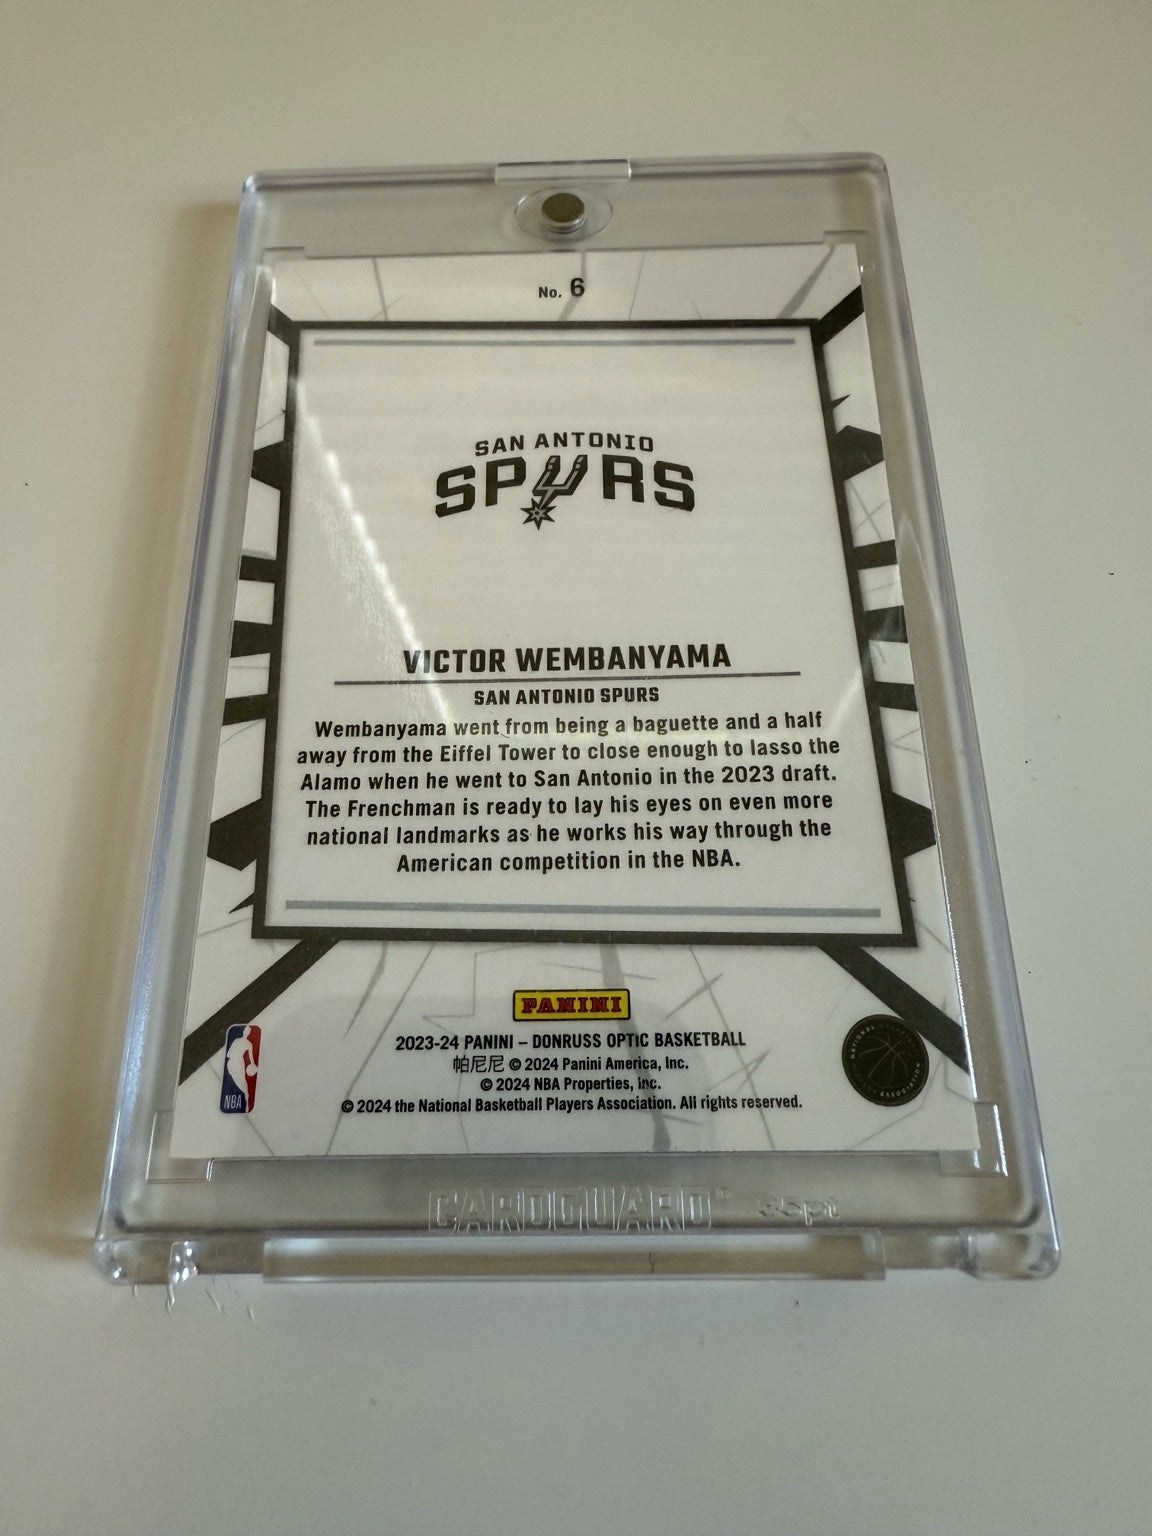 No. 6
SAN ANTONIO
SPURS
VICTOR WEMBANYAMA
SAN ANTONIO SPURS
Wembanyama went from being a baguette and a half
away from the Eiffel Tower to close enough to lasso the
Alamo when he went to San Antonio in the 2023 draft.
The Frenchman is ready to lay his eyes on even more
national landmarks as he works his way through the
American competition in the NBA.
PANINI
2023-24 PANINI – DONRUSS OPTIC BASKETBALL
帕尼尼 © 2024 Panini America, Inc.
© 2024 NBA Properties, Inc.
© 2024 the National Basketball Players Association. All rights reserved.
NBA
CARDGUARD 35pt